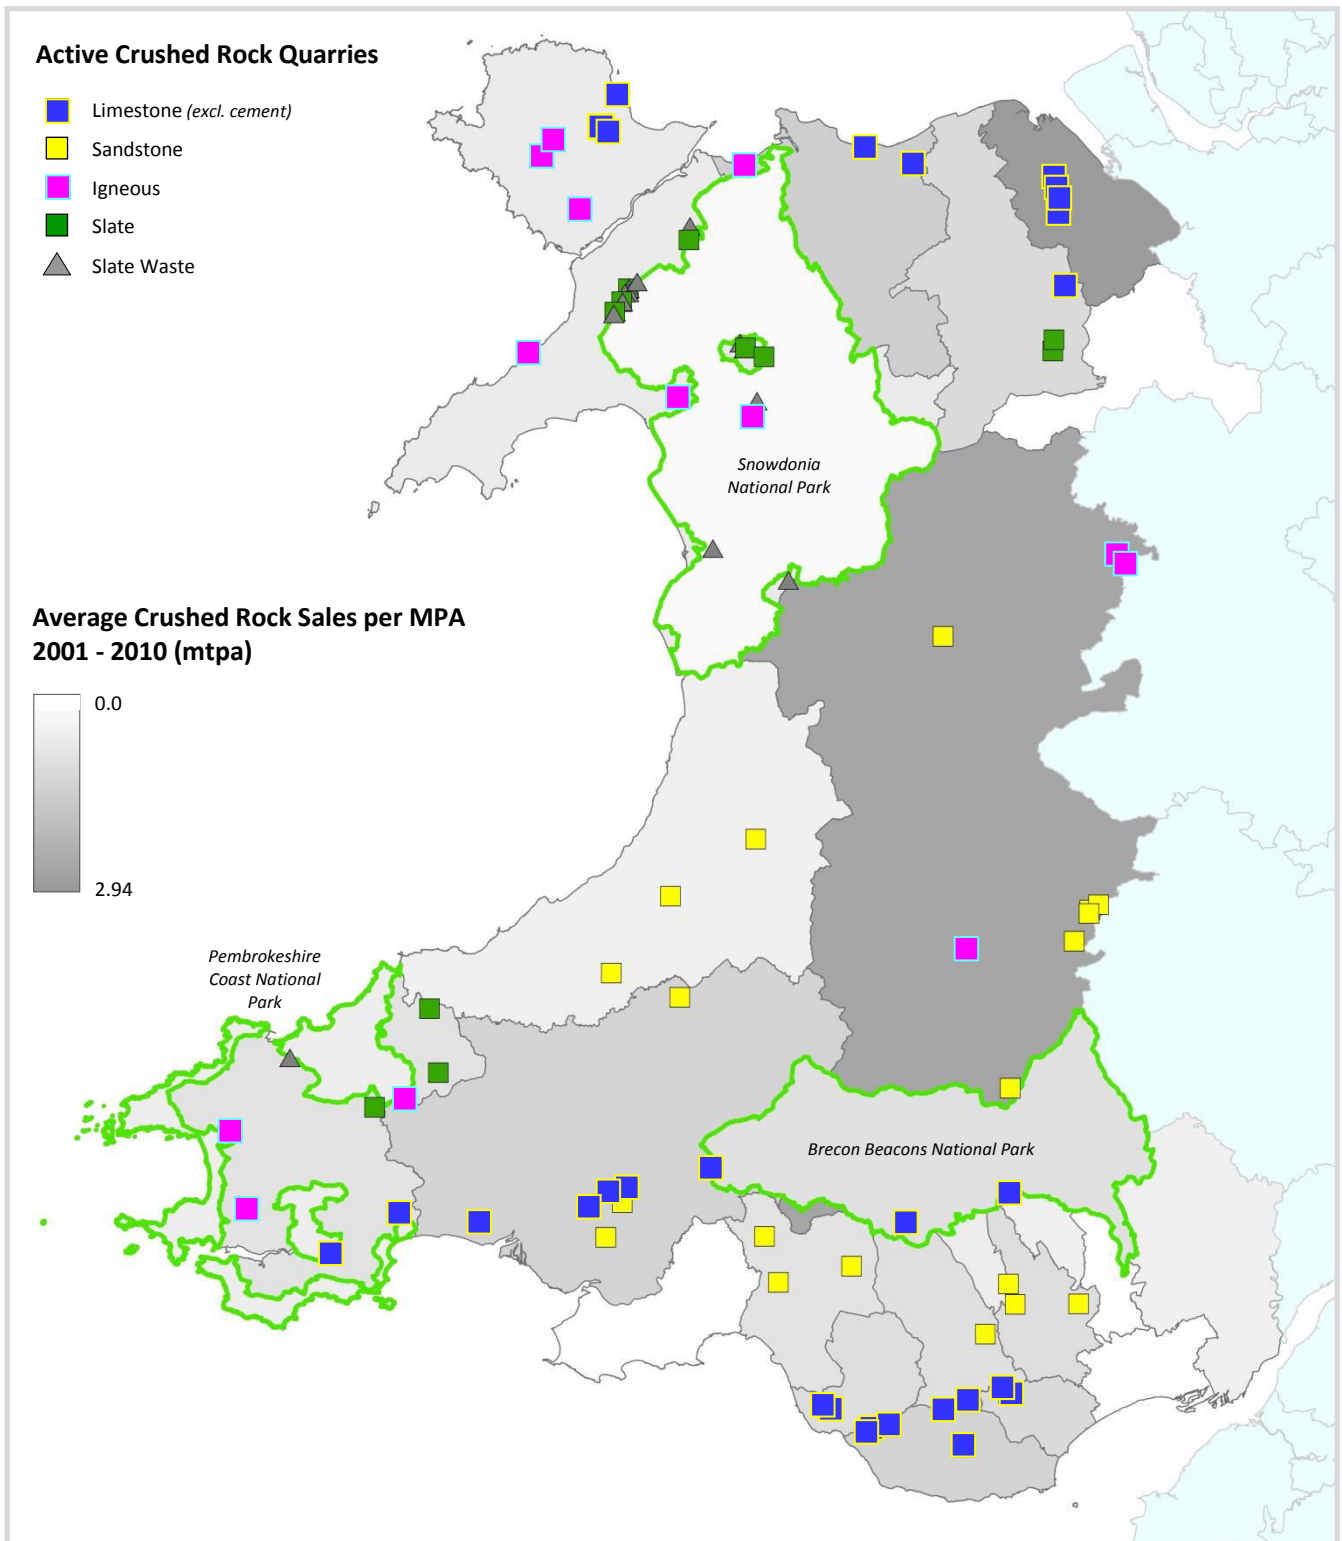 Active Crushed Rock Quarries
Limestone (excl. cement)
Sandstone
Igneous
Slate
Slate Waste
Snowdonia
National Park
Average Crushed Rock Sales per MPA
2001 - 2010 (mtpa)
0.0
2.94
Pembrokeshire
Coast National
Park
Brecon Beacons National Park